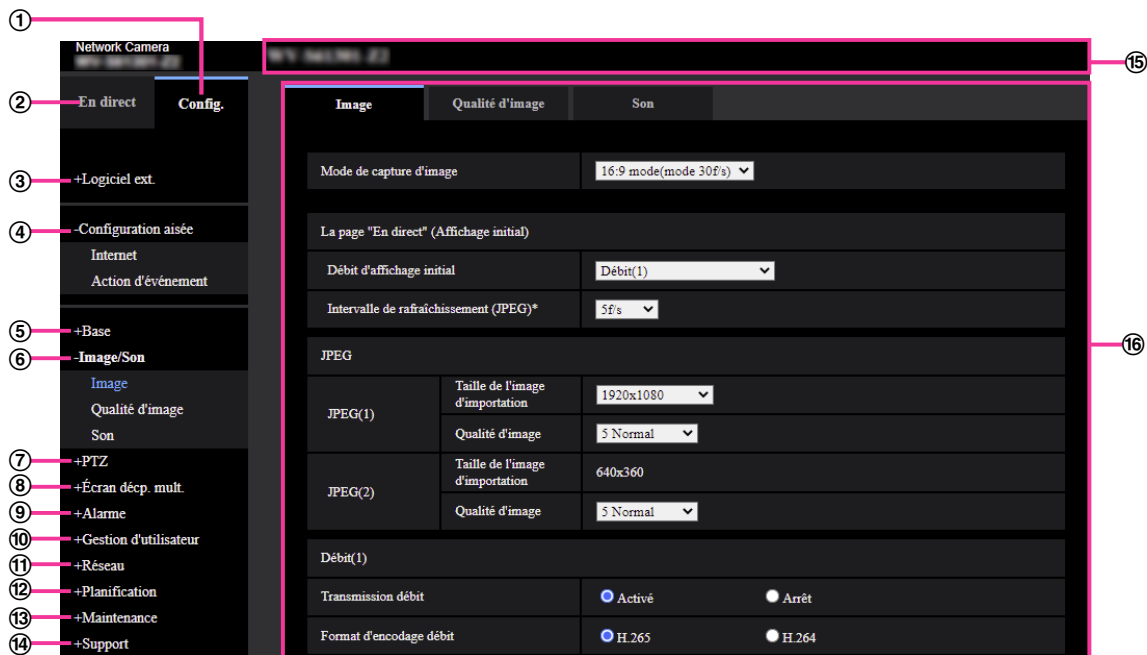 ①
Network Camera
⑮
② En direct Config.
Image Qualité d'image Son
③ +Logiciel ext.
Mode de capture d'image 16:9 mode(mode 30f/s)
④ -Configuration aisée
Internet
Action d'événement
La page "En direct" (Affichage initial)
Débit d'affichage initial Débit(1)
Intervalle de rafraîchissement (JPEG)* 5f/s
⑤ +Base
⑥ -Image/Son
Image
Qualité d'image
Son
⑯
JPEG
JPEG(1) Taille de l'image d'importation 1920x1080
Qualité d'image 5 Normal
JPEG(2) Taille de l'image d'importation 640x360
Qualité d'image 5 Normal
⑦ +PTZ
⑧ +Écran décp. mult.
⑨ +Alarme
⑩ +Gestion d'utilisateur
⑪ +Réseau
⑫ +Planification
⑬ +Maintenance
⑭ +Support
Débit(1)
Transmission débit Activé Arrêt
Format d'encodage débit H.265 H.264